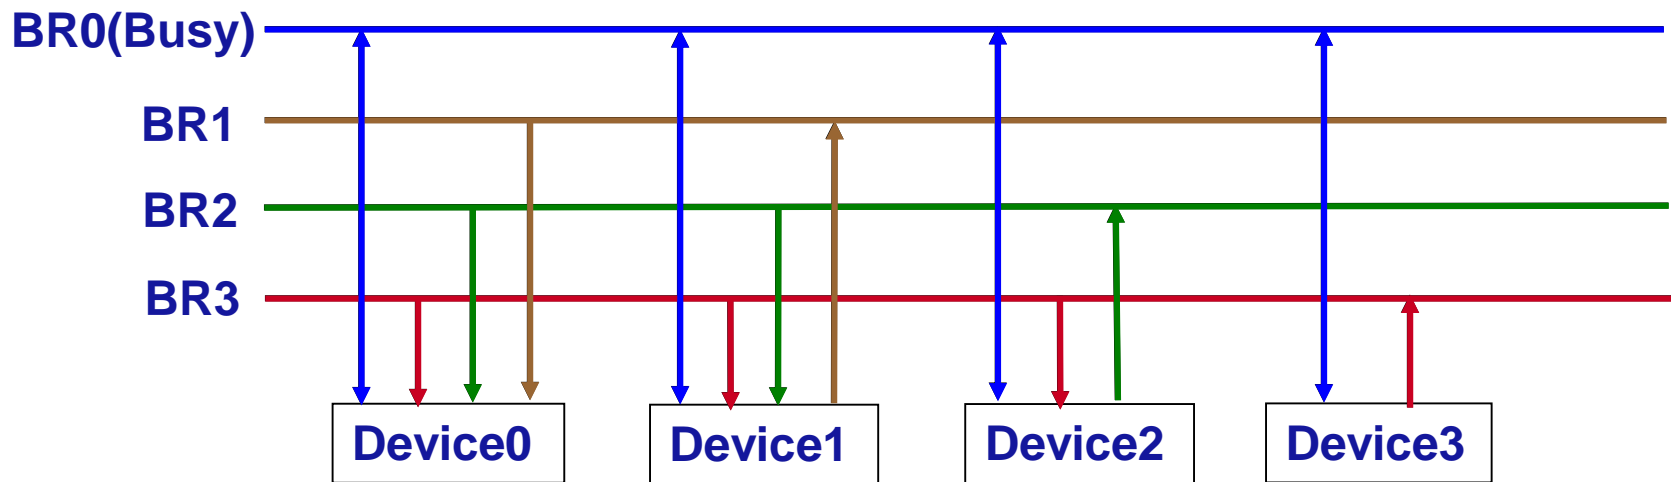 BR0(Busy)
BR1
BR2
BR3
Device0 Device1 Device2 Device3